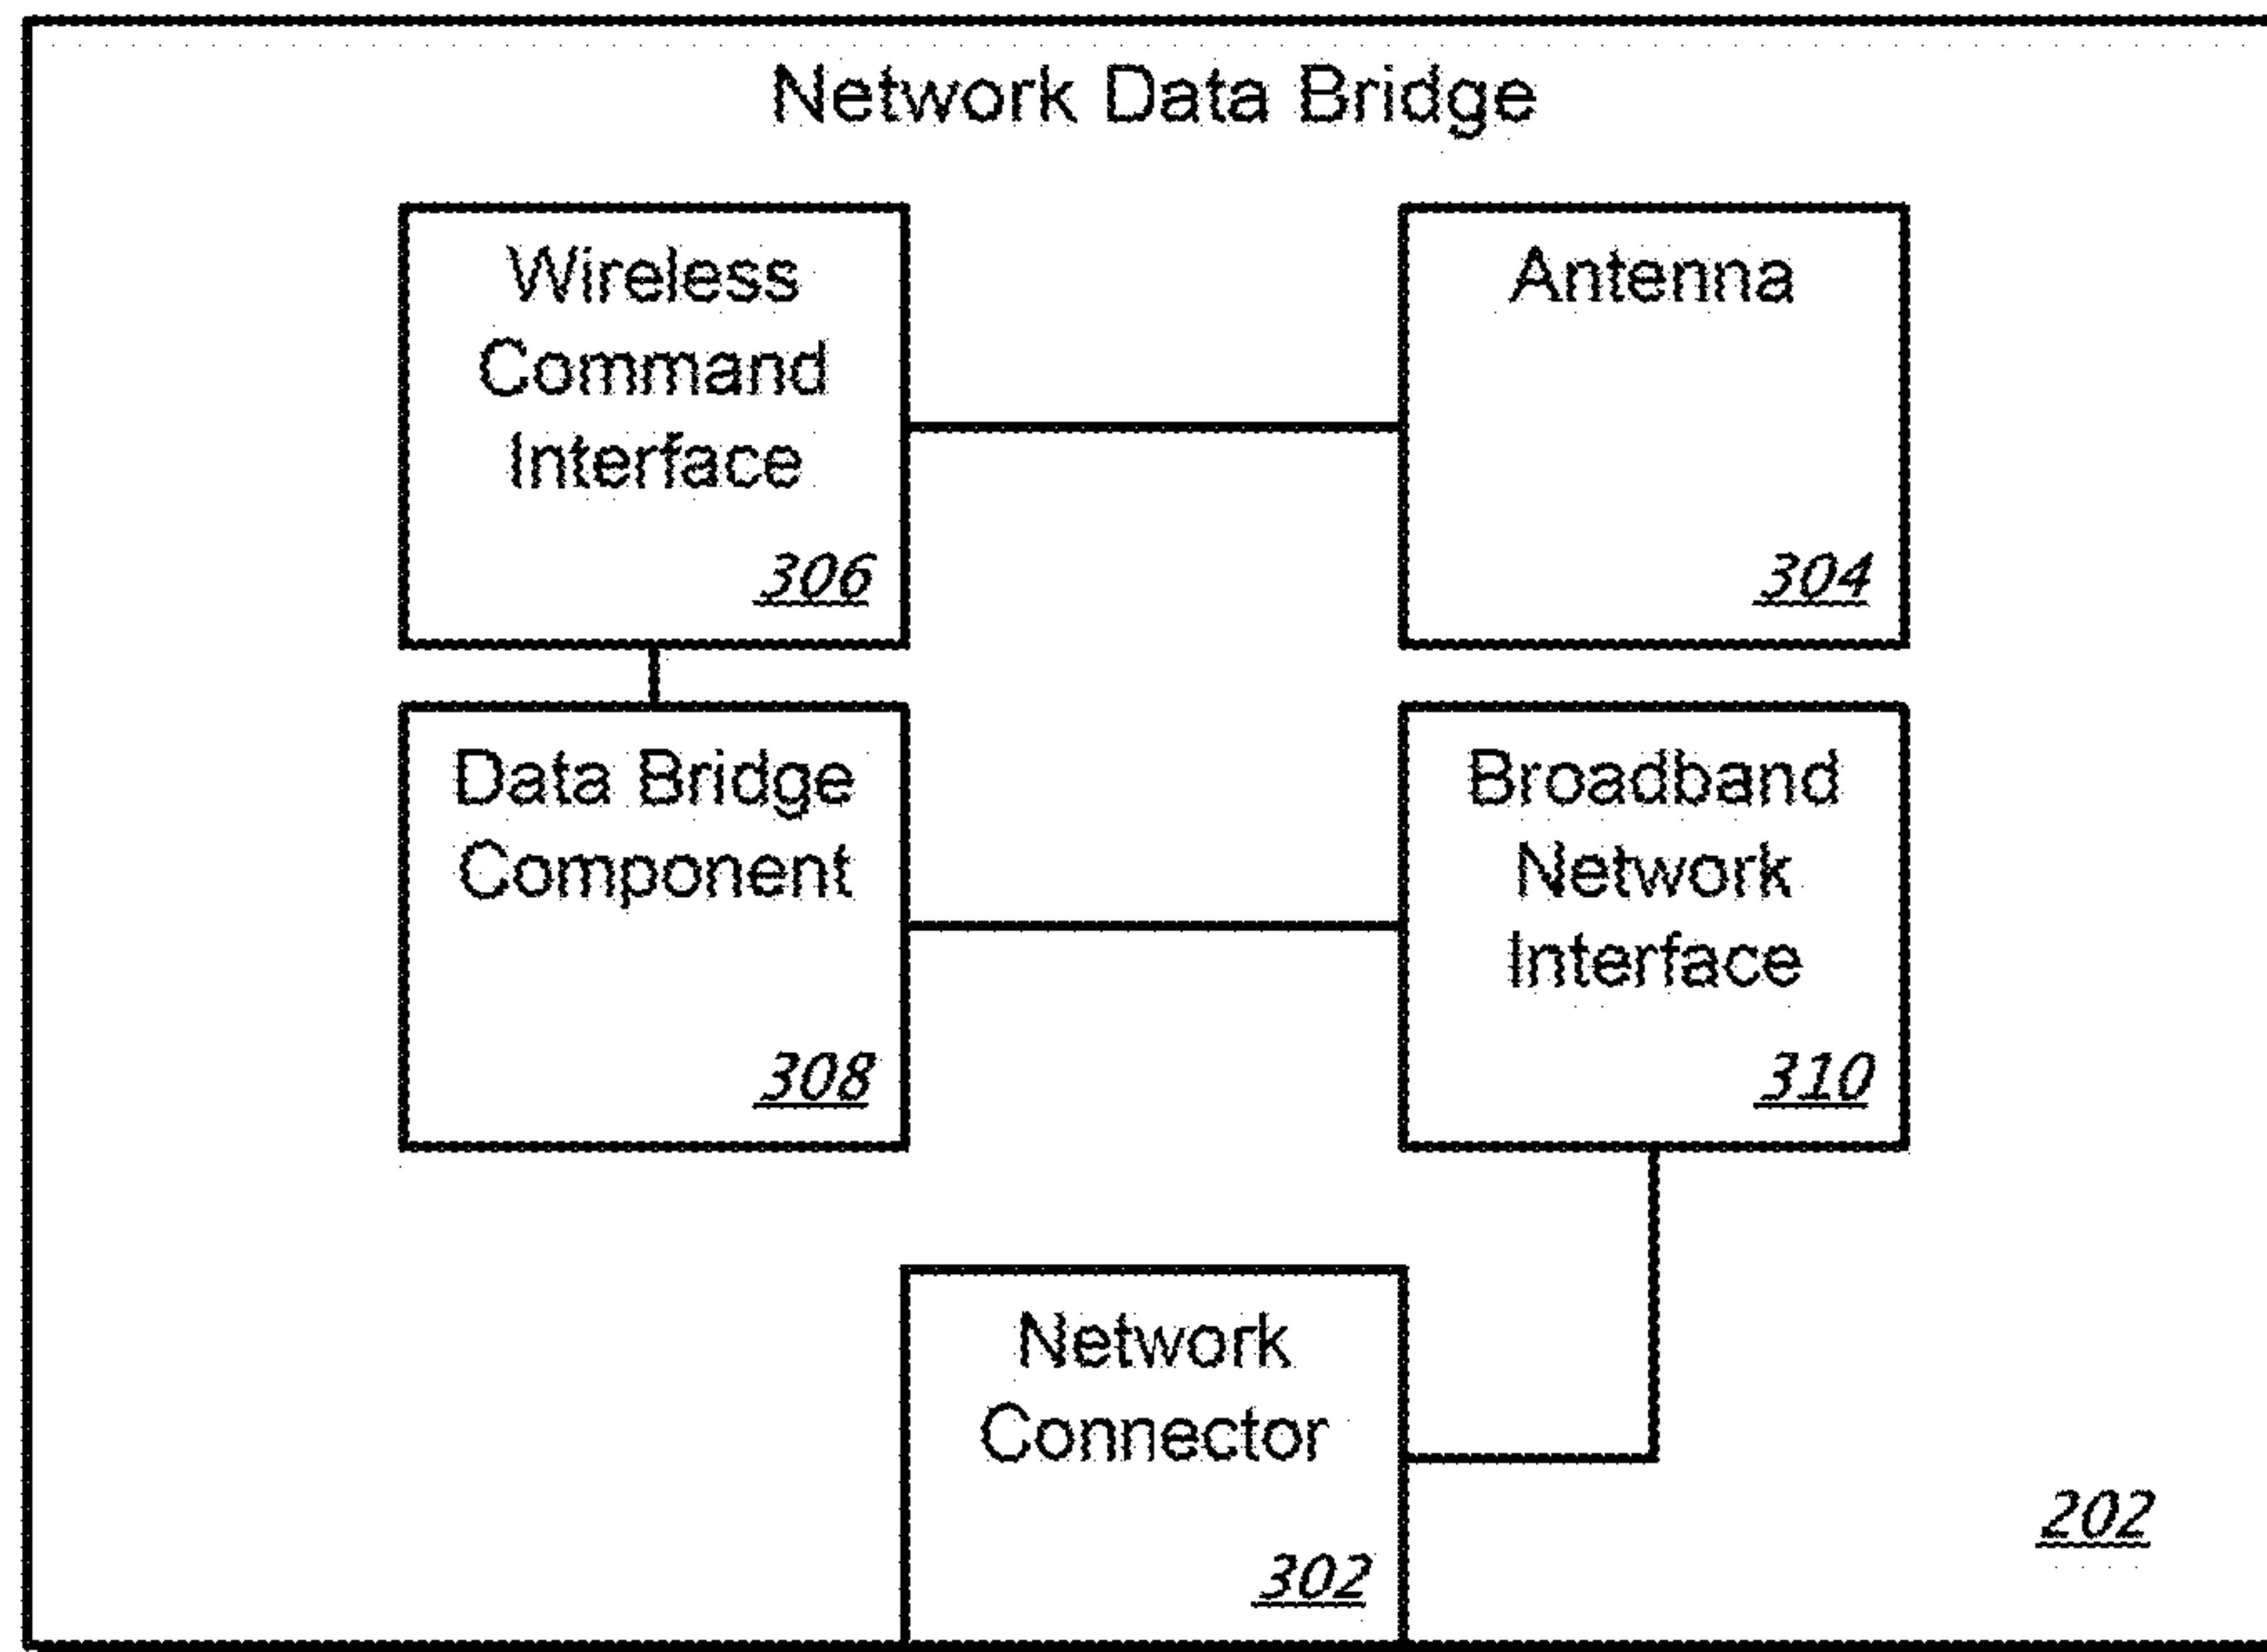 Network Data Bridge
Wireless
Command
Interface
306
Antenna
304
Data Bridge
Component
308
Broadband
Network
Interface
310
Network
Connector
302
202